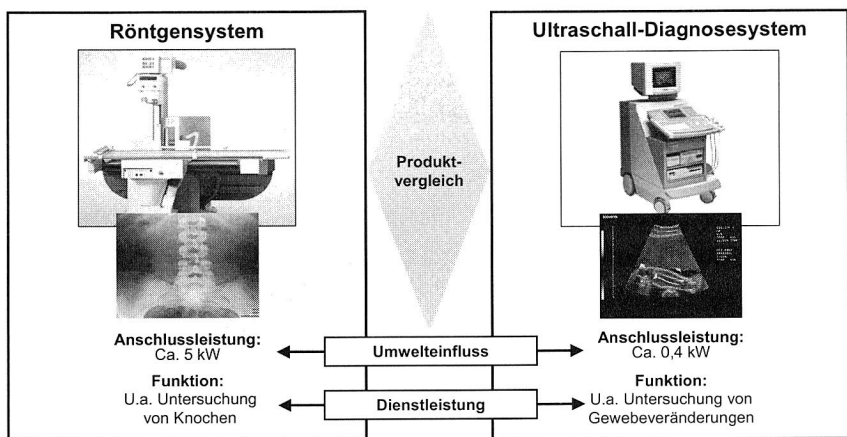 Röntgensystem
Produkt-
vergleich
Ultraschall-Diagnosesystem
Anschlussleistung:
Ca. 5 kW
Umwelteinfluss
Anschlussleistung:
Ca. 0,4 kW
Funktion:
U.a. Untersuchung
von Knochen
Dienstleistung
Funktion:
U.a. Untersuchung von
Gewebeveränderungen